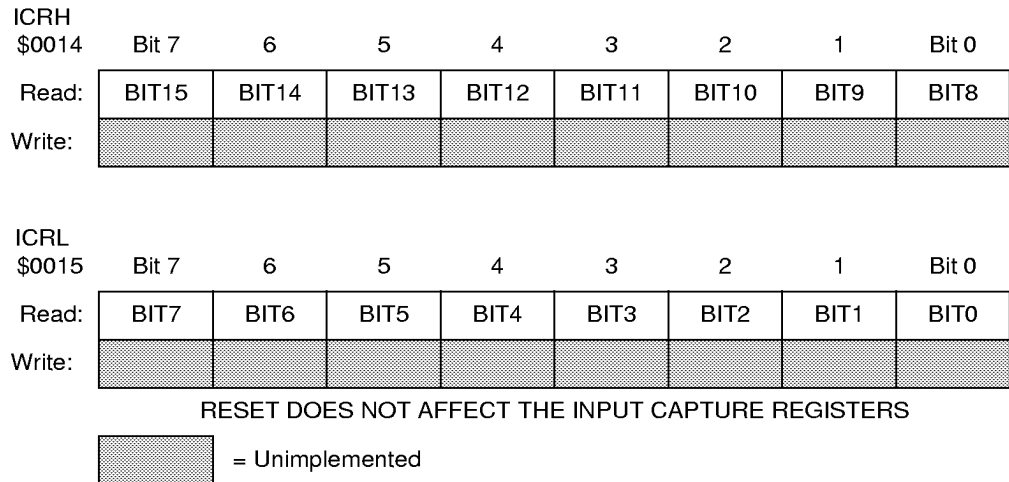 ICRH
$0014 Bit 7 6 5 4 3 2 1 Bit 0
Read: BIT15 BIT14 BIT13 BIT12 BIT11 BIT10 BIT9 BIT8
Write:
ICRL
$0015 Bit 7 6 5 4 3 2 1 Bit 0
Read: BIT7 BIT6 BIT5 BIT4 BIT3 BIT2 BIT1 BIT0
Write:
RESET DOES NOT AFFECT THE INPUT CAPTURE REGISTERS
= Unimplemented